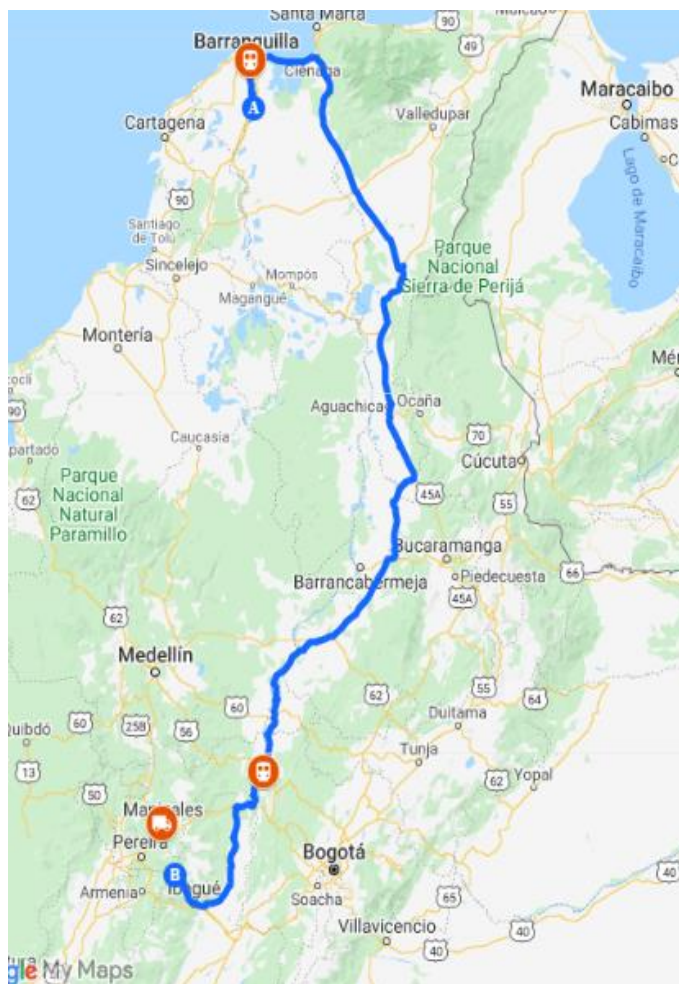 Santa Marta
90
Barranquilla
Ciénaga
49
Maracaibo
Valledupar
Cabimas
Cartagena
A
90
Lago de Maracaibo
Santiago
de Tolú
Parque
Nacional
Sierra de Perijá
Sincelejo
Mompós
Magangué
Montería
90
Aguachica
Ocaña
70
Caucasia
Cúcuta
62
Parque
Nacional
Natural
Paramillo
45A
55
Bucaramanga
66
Barrancabermeja
Piedecuesta
45A
62
Medellín
62
55
64
60
60
25B
56
Duitama
Quibdó
13
Tunja
62
Yopal
50
Manizales
Pereira
Bogotá
B
Armenia
Ibagué
Soacha
65
40
Villavicencio
40
40
My Maps